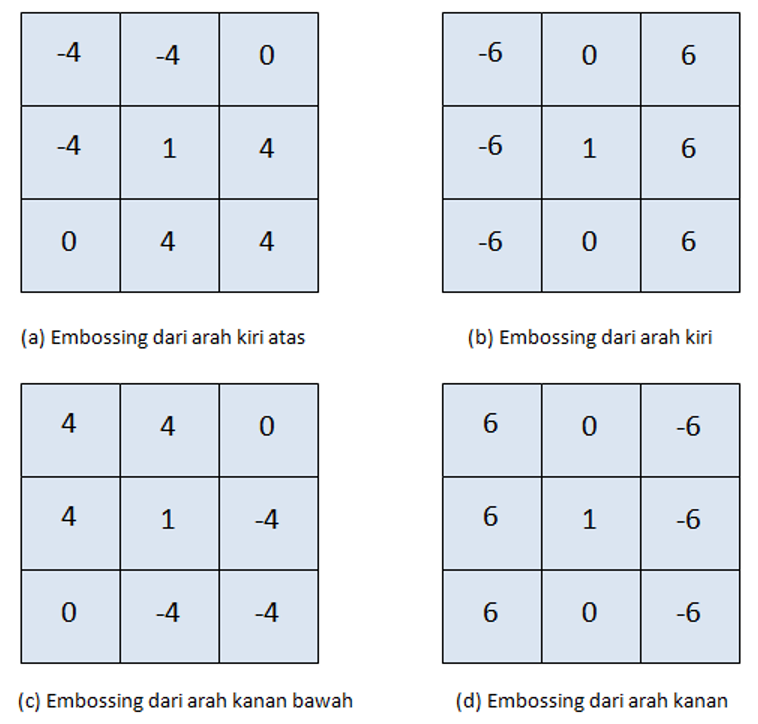 -4 -4 0
-4 1 4
0 4 4
(a) Embossing dari arah kiri atas
-6 0 6
-6 1 6
-6 0 6
(b) Embossing dari arah kiri
4 4 0
4 1 -4
0 -4 -4
(c) Embossing dari arah kanan bawah
6 0 -6
6 1 -6
6 0 -6
(d) Embossing dari arah kanan